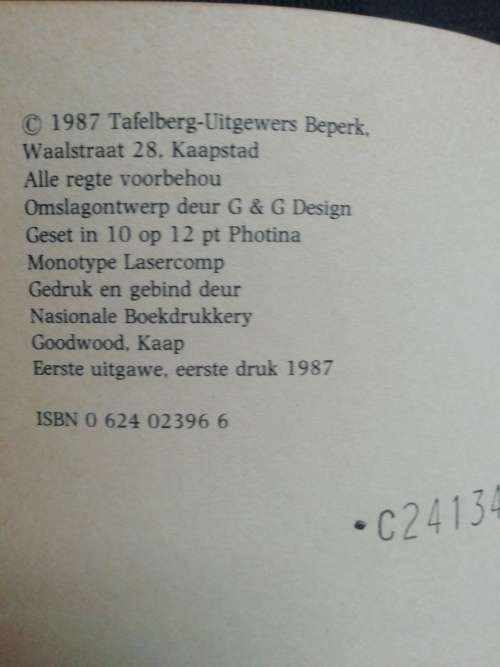 © 1987 Tafelberg-Uitgewers Beperk,
Waalstraat 28, Kaapstad
Alle regte voorbehou
Omslagontwerp deur G & G Design
Geset in 10 op 12 pt Photina
Monotype Lasercomp
Gedruk en gebind deur
Nasionale Boekdrukkery
Goodwood, Kaap
Eerste uitgawe, eerste druk 1987
ISBN 0 624 02396 6
•C24134